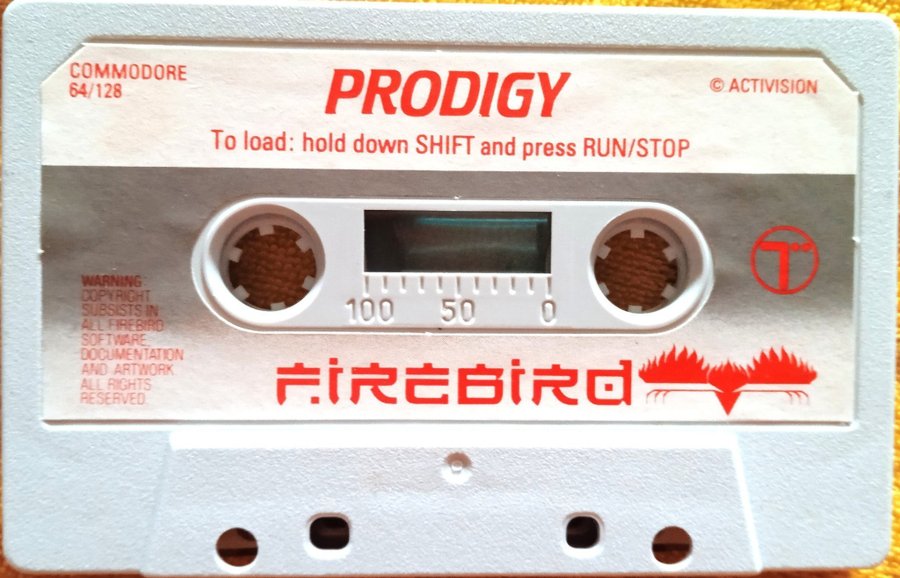 COMMODORE
64/128
PRODIGY
© ACTIVISION
To load: hold down SHIFT and press RUN/STOP
100 50 0
WARNING:
COPYRIGHT
SUBSISTS IN
ALL FIREBIRD
SOFTWARE,
DOCUMENTATION
AND ARTWORK
ALL RIGHTS
RESERVED.
FIREBIRD